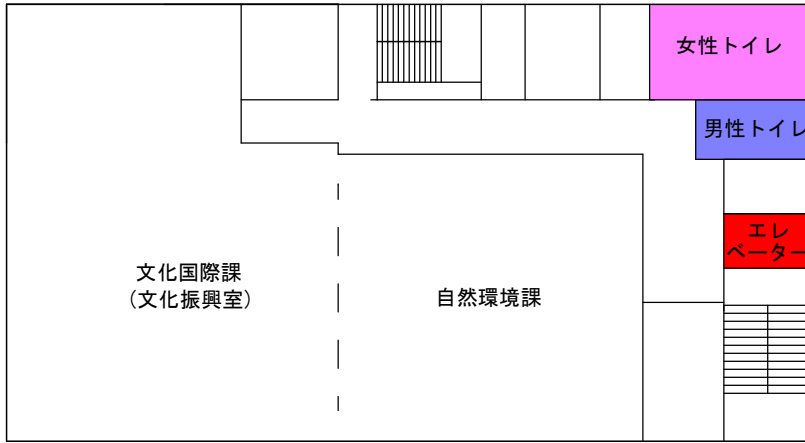 女性トイレ
男性トイレ
エレ
ベーター
文化国際課
（文化振興室）
自然環境課